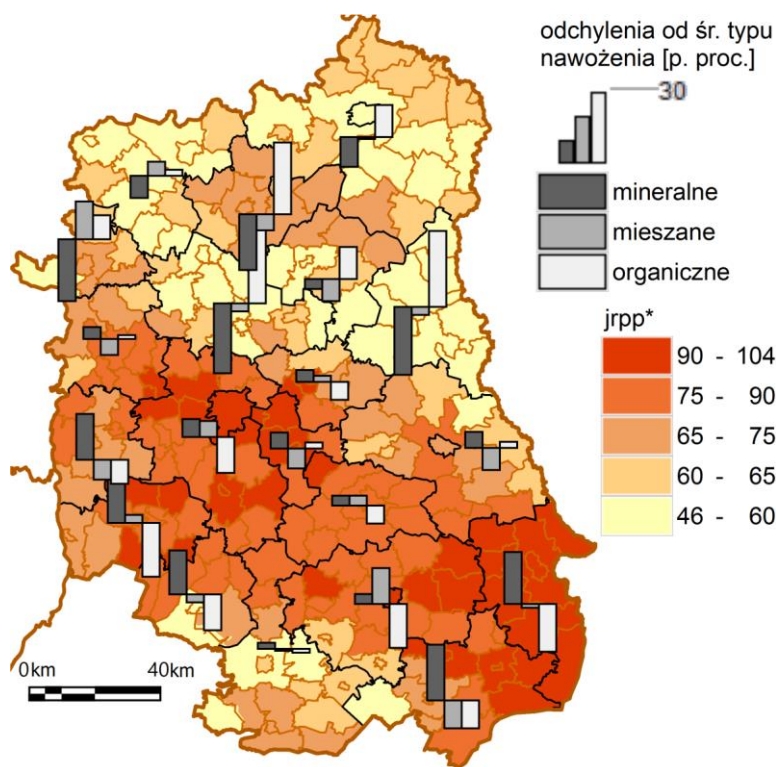 odchylenia od śr. typu
nawożenia [p. proc.]
30
mineralne
mieszane
organiczne
jrpp*
90 - 104
75 - 90
65 - 75
60 - 65
46 - 60
0km 40km